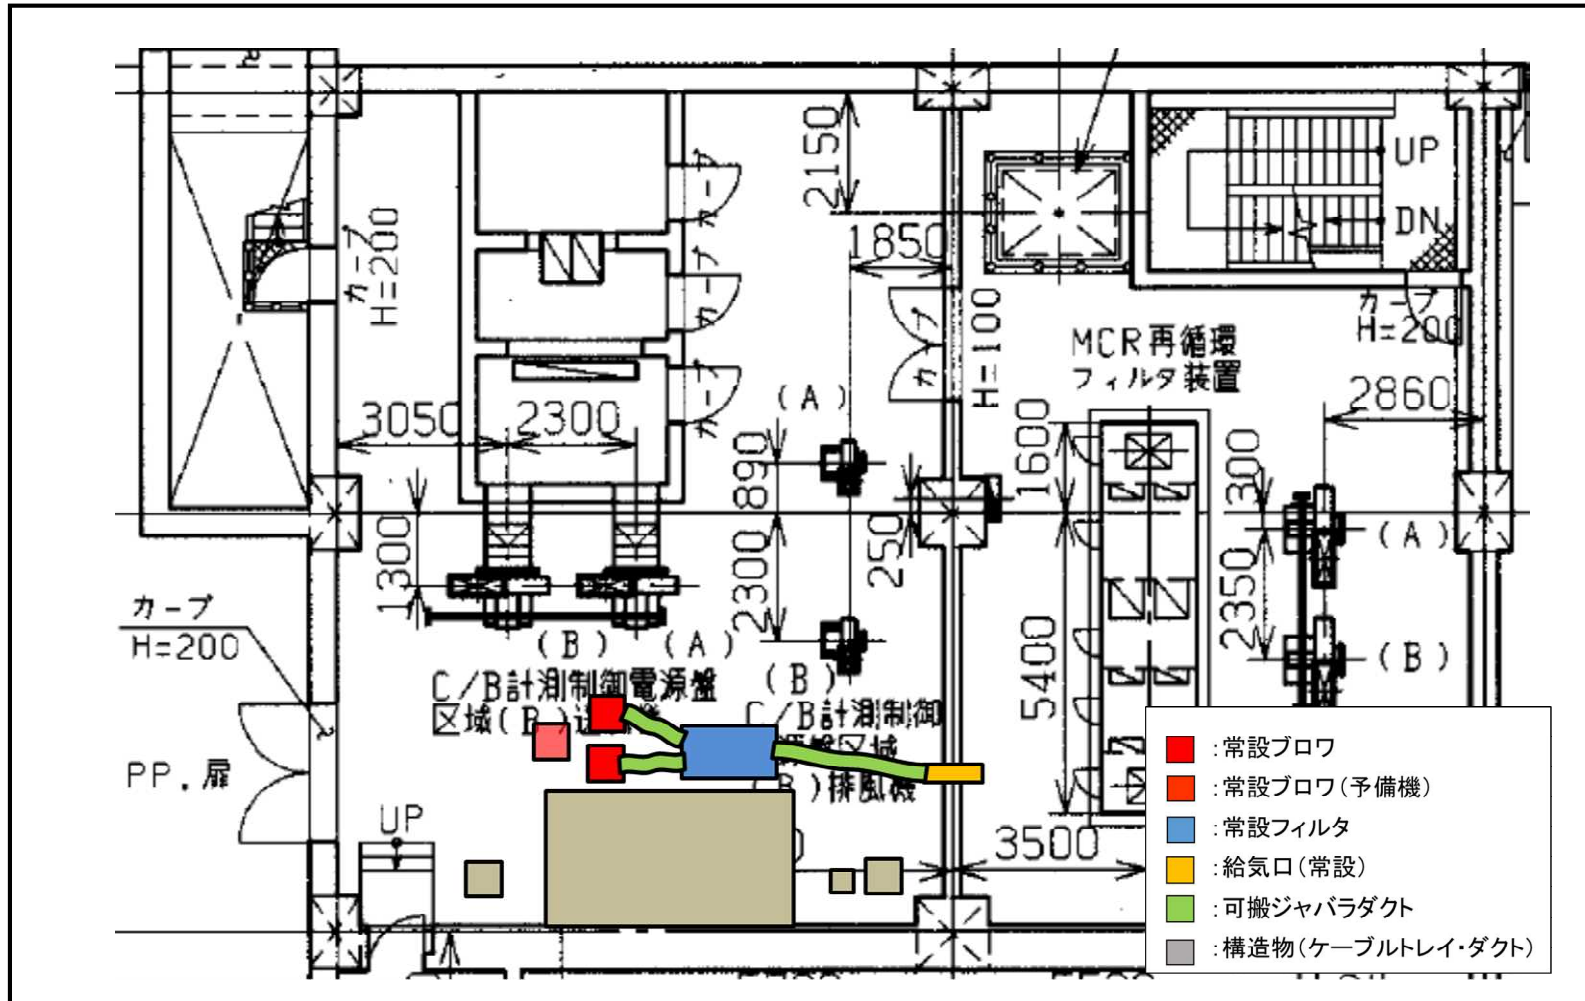 UP
DN
2150
1850
カーブ
H=200
カーブ
カーブ
カーブ
カーブ
H=100
カーブ
H=200
MCR再循環
フィルタ装置
3050
2300
(A)
2860
890
1600
300
1300
2300
250
(A)
2350
(B)
5400
カーブ
H=200
(B)
(A)
C/B計測制御電源盤
区域(B)送
(B)
C/B計測制御
源盤区域
(B)排風機
PP.扉
UP
3500
:常設ブロワ
:常設ブロワ(予備機)
:常設フィルタ
:給気口(常設)
:可搬ジャバラダクト
:構造物(ケーブルトレイ・ダクト)